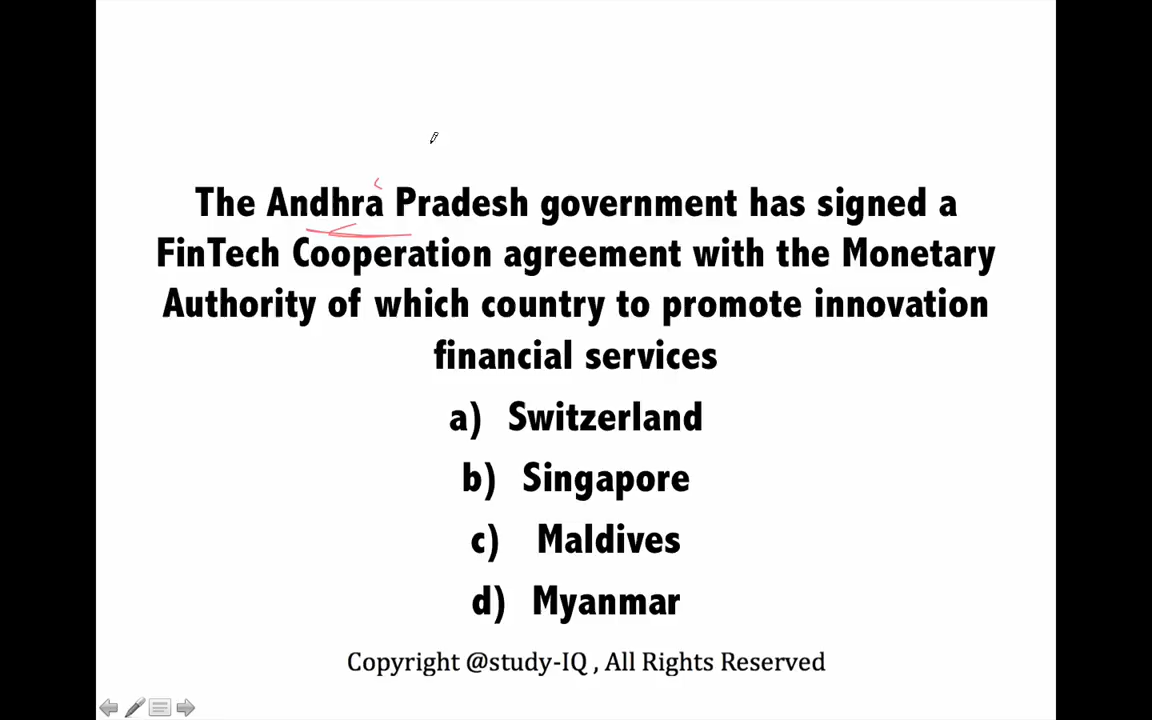 The Andhra Pradesh government has signed a
FinTech Cooperation agreement with the Monetary
Authority of which country to promote innovation
financial services
a) Switzerland
b) Singapore
c) Maldives
d) Myanmar
Copyright @study-IQ , All Rights Reserved